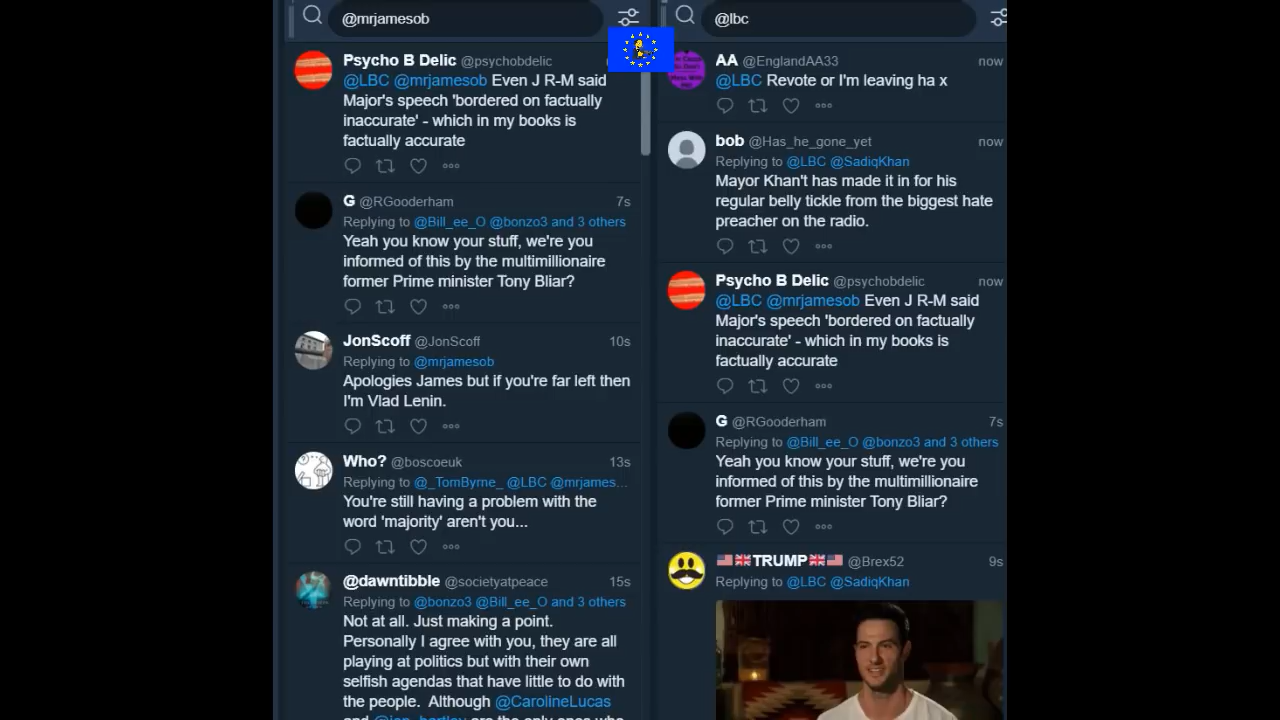 @mrjamesob
Psycho B Delic @psychobdelic
@LBC @mrjamesob Even J R-M said
Major's speech 'bordered on factually
inaccurate' - which in my books is
factually accurate
G @RGooderham 7s
Replying to @Bill_ee_O @bonzo3 and 3 others
Yeah you know your stuff, we're you
informed of this by the multimillionaire
former Prime minister Tony Bliar?
JonScoff @JonScoff 10s
Replying to @mrjamesob
Apologies James but if you're far left then
I'm Vlad Lenin.
Who? @boscoeuk 13s
Replying to @_TomByrne_ @LBC @mrjames...
You're still having a problem with the
word 'majority' aren't you...
@dawntibble @societyatpeace 15s
Replying to @bonzo3 @Bill_ee_O and 3 others
Not at all. Just making a point.
Personally I agree with you, they are all
playing at politics but with their own
selfish agendas that have little to do with
the people. Although @CarolineLucas
@lbc
AA @EnglandAA33 now
@LBC Revote or I'm leaving ha x
bob @Has_he_gone_yet now
Replying to @LBC @SadiqKhan
Mayor Khan't has made it in for his
regular belly tickle from the biggest hate
preacher on the radio.
Psycho B Delic @psychobdelic now
@LBC @mrjamesob Even J R-M said
Major's speech 'bordered on factually
inaccurate' - which in my books is
factually accurate
G @RGooderham 7s
Replying to @Bill_ee_O @bonzo3 and 3 others
Yeah you know your stuff, we're you
informed of this by the multimillionaire
former Prime minister Tony Bliar?
TRUMP @Brex52 9s
Replying to @LBC @SadiqKhan